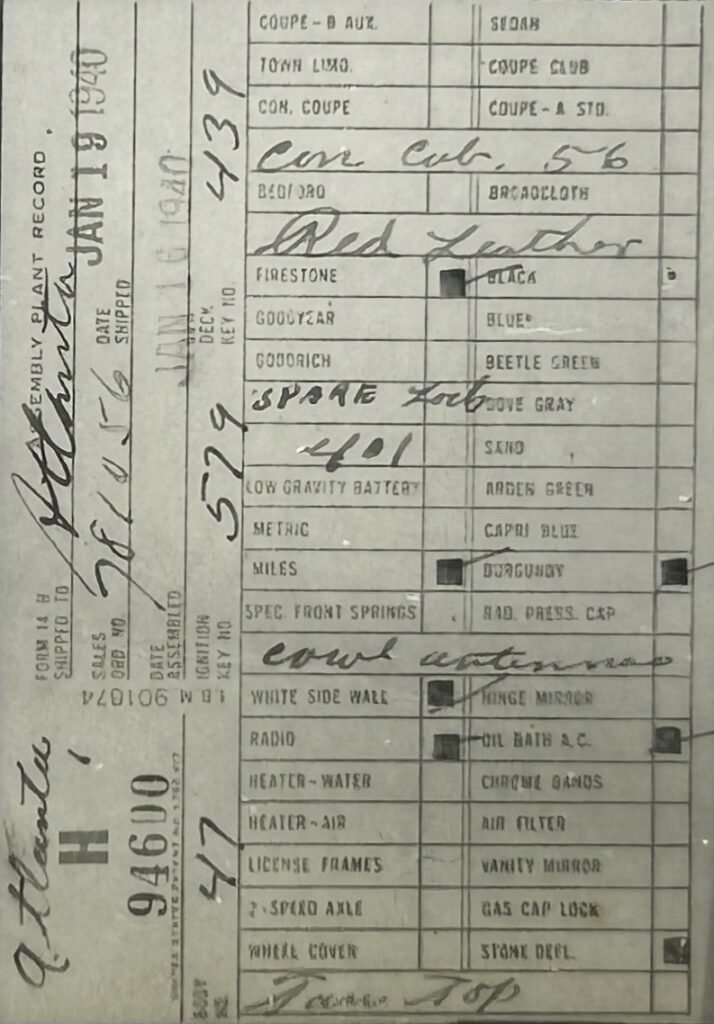 COUPE-B AUX.
SEDAN
TOWN LIMO.
COUPE CLUB
CON. COUPE
COUPE-A STD.
Con Cab. 56
BEDFORD
BROADCLOTH
Red Leather
FIRESTONE
BLACK
GOODYEAR
BLUE
GOODRICH
BEETLE GREEN
SPARE Lock
DOVE GRAY
401
SAND
LOW GRAVITY BATTERY
ARDEN GREEN
METRIC
CAPRI BLUE
MILES
BURGUNDY
SPEC. FRONT SPRINGS
RAD. PRESS. CAP
cowl antennae
WHITE SIDE WALL
HINGE MIRROR
RADIO
OIL BATH A.C.
HEATER-WATER
CHROME BANDS
HEATER-AIR
AIR FILTER
LICENSE FRAMES
VANITY MIRROR
2-SPEED AXLE
GAS CAP LOCK
WHEEL COVER
STONE DEFL.
Top
Atlanta
H
94600
IBM 901074
FORM 14 H
ASSEMBLY PLANT RECORD.
SHIPPED TO
Atlanta
SALES ORD. NO.
DATE SHIPPED
JAN 19 1940
DATE ASSEMBLED
JAN 16 1940
BODY NO.
47
IGNITION KEY NO.
579
DECK KEY NO.
439